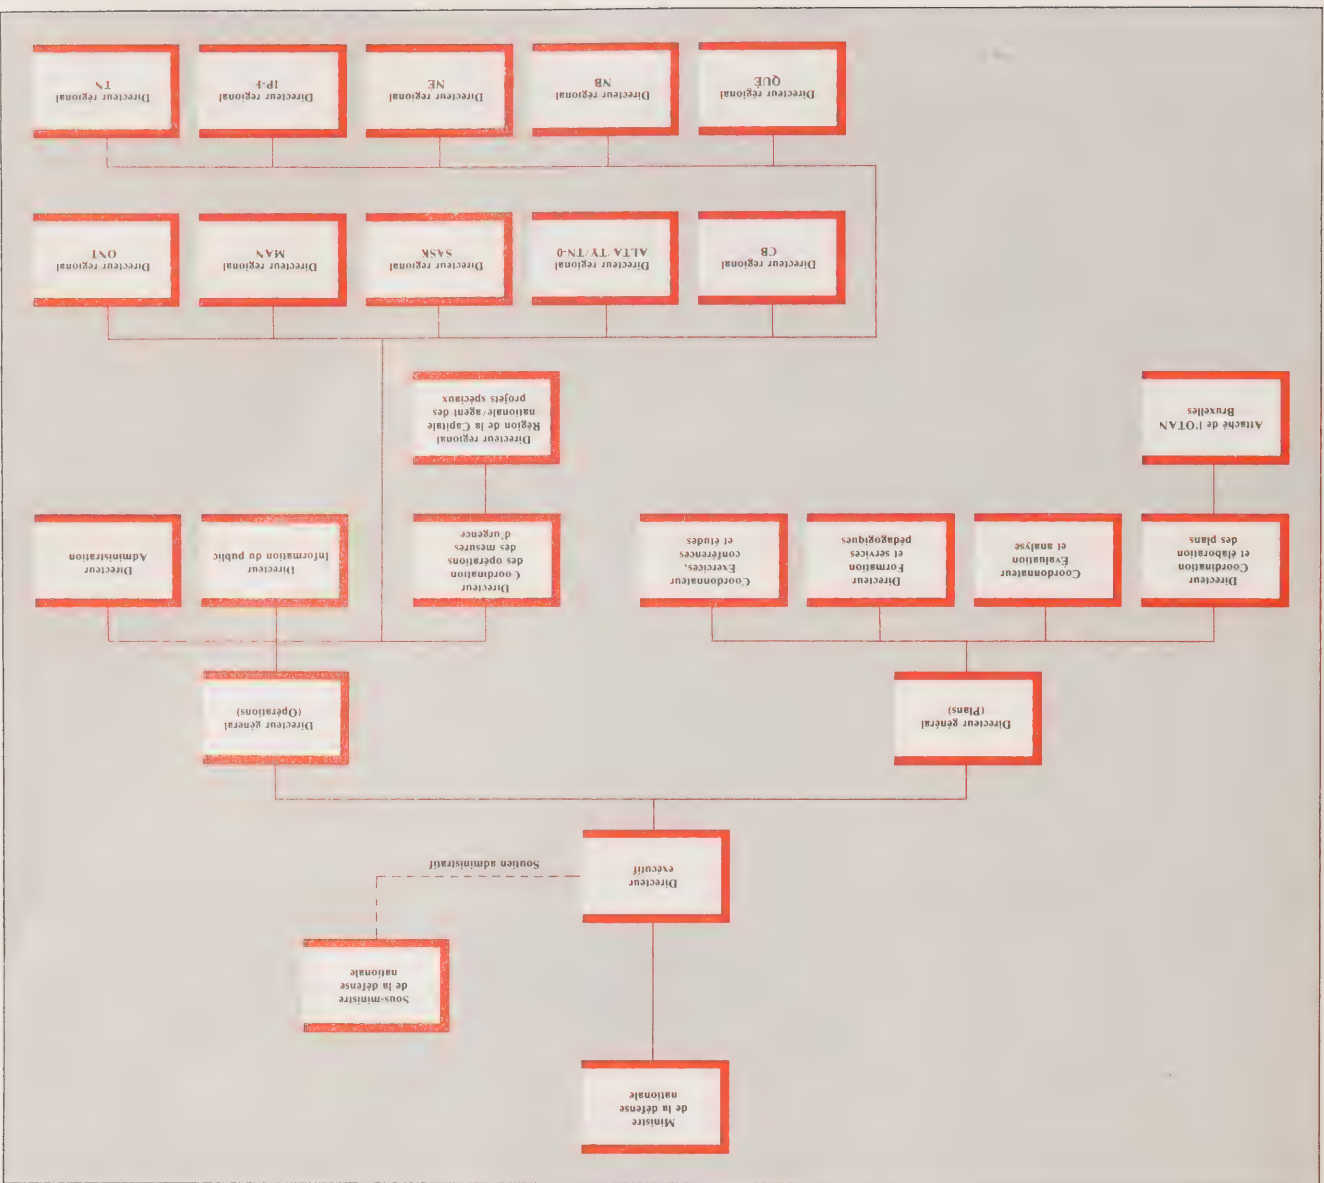 Ministre
de la défense
nationale
Sous-ministre
de la défense
nationale
Directeur
exécutif
Soutien administratif
Directeur général
(Plans)
Directeur général
(Opérations)
Directeur
Coordination
et élaboration
des plans
Coordonnateur
Évaluation
et analyse
Directeur
Formation
et services
pédagogiques
Coordonnateur
Exercices,
conférences
et études
Directeur
Coordination
des opérations
des mesures
d'urgence
Directeur
Information du public
Directeur
Administration
Attaché de l'OTAN
Bruxelles
Directeur régional
Région de la Capitale
nationale/agent des
projets spéciaux
Directeur régional
CB
Directeur régional
ALTA/TY/TN-O
Directeur régional
SASK
Directeur régional
MAN
Directeur régional
ONT
Directeur régional
QUÉ
Directeur régional
NB
Directeur régional
NE
Directeur régional
IP-É
Directeur régional
TN